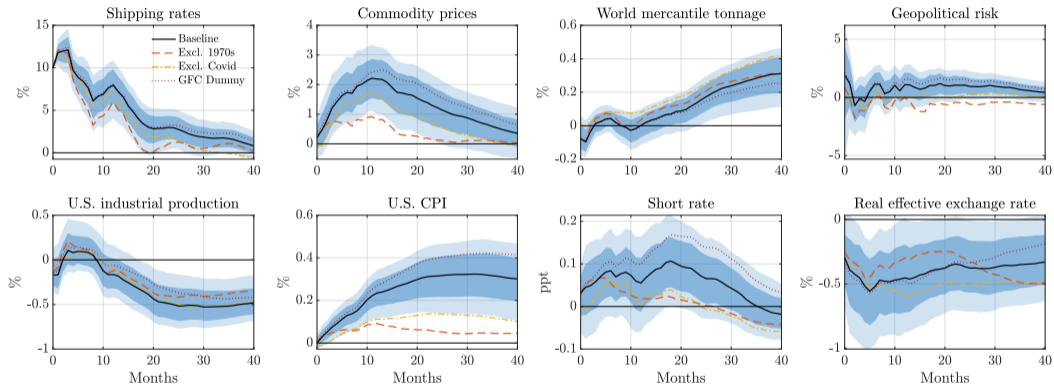 Shipping rates
15
10
5
0
%
0 10 20 30 40
Baseline
Excl. 1970s
Excl. Covid
GFC Dummy
Commodity prices
4
3
2
1
0
%
0 10 20 30 40
World mercantile tonnage
0.6
0.4
0.2
0
-0.2
%
0 10 20 30 40
Geopolitical risk
5
0
-5
%
0 10 20 30 40
U.S. industrial production
0.5
0
-0.5
-1
%
0 10 20 30 40
Months
U.S. CPI
0.6
0.4
0.2
0
%
0 10 20 30 40
Months
Short rate
0.2
0.1
0
-0.1
ppt
0 10 20 30 40
Months
Real effective exchange rate
0
-0.5
-1
%
0 10 20 30 40
Months